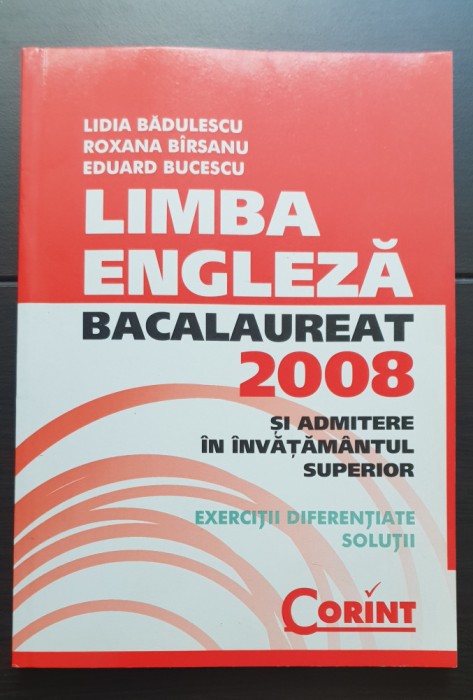 LIDIA BĂDULESCU
ROXANA BÎRSANU
EDUARD BUCESCU
LIMBA
ENGLEZĂ
BACALAUREAT
2008
ȘI ADMITERE
ÎN ÎNVĂȚĂMÂNTUL
SUPERIOR
EXERCIȚII DIFERENȚIATE
SOLUȚII
CORINT